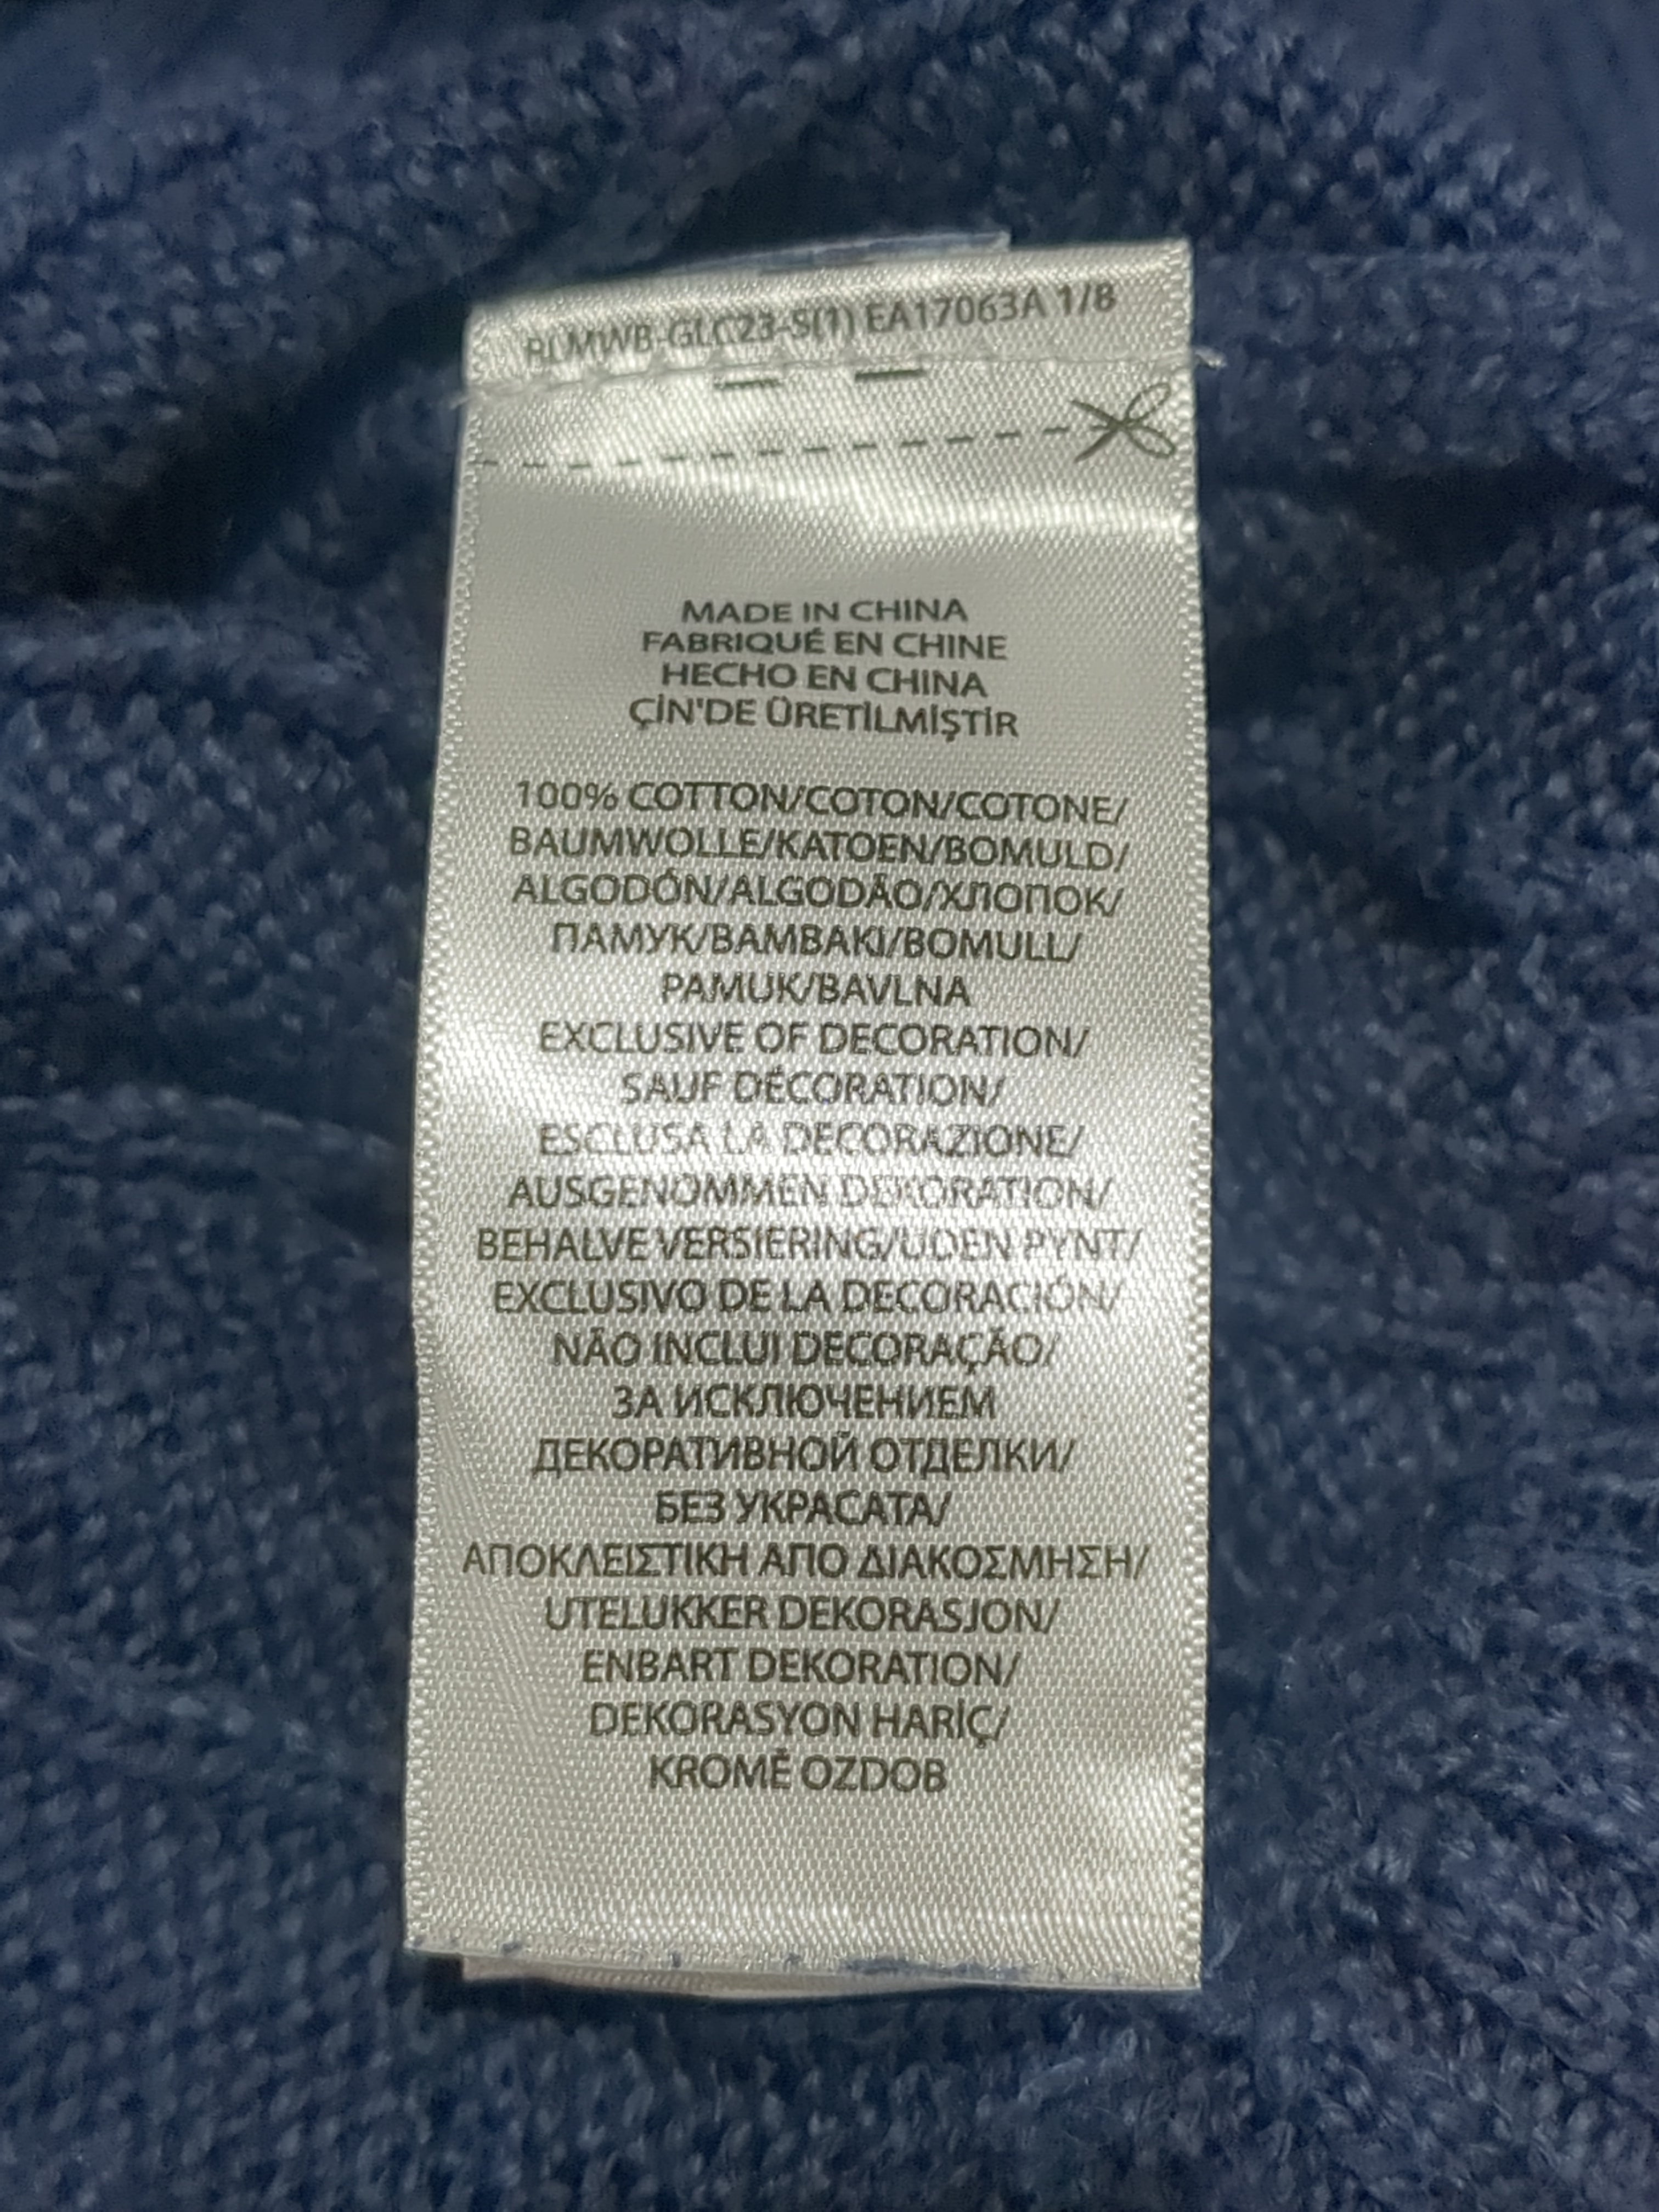 RLMWB-GLC23-S(1) EA17063A 1/8
MADE IN CHINA
FABRIQUÉ EN CHINE
HECHO EN CHINA
ÇİN'DE ÜRETİLMİŞTİR
100% COTTON/COTON/COTONE/
BAUMWOLLE/KATOEN/BOMULD/
ALGODÓN/ALGODÃO/ХЛОПОК/
ПАМУК/BAMBAKI/BOMULL/
PAMUK/BAVLNA
EXCLUSIVE OF DECORATION/
SAUF DÉCORATION/
ESCLUSA LA DECORAZIONE/
AUSGENOMMEN DEKORATION/
BEHALVE VERSIERING/UDEN PYNT/
EXCLUSIVO DE LA DECORACIÓN/
NÃO INCLUI DECORAÇÃO/
ЗА ИСКЛЮЧЕНИЕМ
ДЕКОРАТИВНОЙ ОТДЕЛКИ/
БЕЗ УКРАСАТА/
ΑΠΟΚΛΕΙΣΤΙΚΗ ΑΠΟ ΔΙΑΚΟΣΜΗΣΗ/
UTELUKKER DEKORASJON/
ENBART DEKORATION/
DEKORASYON HARİÇ/
KROMĚ OZDOB